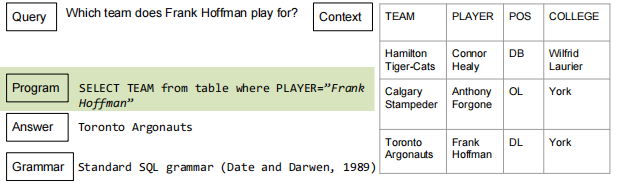 Query Which team does Frank Hoffman play for? Context
Program SELECT TEAM from table where PLAYER=”Frank
Hoffman”
Answer Toronto Argonauts
Grammar Standard SQL grammar (Date and Darwen, 1989)
TEAM PLAYER POS COLLEGE
Hamilton Connor DB Wilfrid
Tiger-Cats Healy Laurier
Calgary Anthony OL York
Stampeder Forgone
Toronto Frank DL York
Argonauts Hoffman